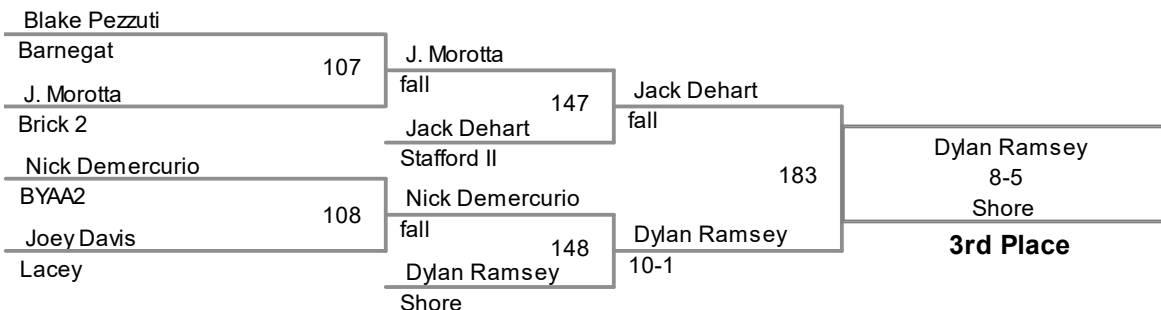 Blake Pezzuti
Barnegat
107
J. Morotta
Brick 2
Nick Demercurio
BYAA2
108
Joey Davis
Lacey
J. Morotta
fall
147
Jack Dehart
Stafford II
Nick Demercurio
fall
148
Dylan Ramsey
Shore
Jack Dehart
fall
183
Dylan Ramsey
10-1
Dylan Ramsey
8-5
Shore
3rd Place